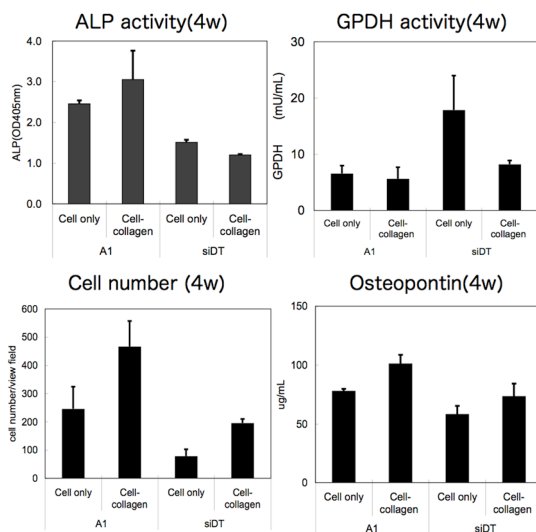 ALP activity(4w)
ALP(OD405nm)
4.0
3.0
2.0
1.0
0.0
Cell only
Cell-
collagen
Cell only
Cell-
collagen
A1
siDT
GPDH activity(4w)
GPDH (mU/mL)
30
20
10
0
Cell only
Cell-
collagen
Cell only
Cell-
collagen
A1
siDT
Cell number (4w)
cell number/view field
600
500
400
300
200
100
0
Cell only
Cell-
collagen
Cell only
Cell-
collagen
A1
siDT
Osteopontin(4w)
ug/mL
150
100
50
0
Cell only
Cell-
collagen
Cell only
Cell-
collagen
A1
siDT